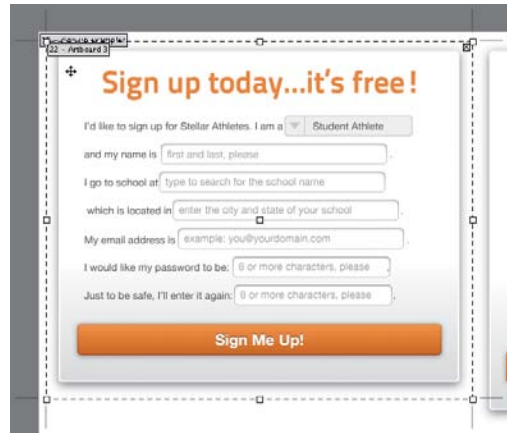 22 - Artboard 3
Sign up today...it's free!
I'd like to sign up for Stellar Athletes. I am a Student Athlete
and my name is first and last, please .
I go to school at type to search for the school name
which is located in enter the city and state of your school .
My email address is example: you@yourdomain.com .
I would like my password to be: 6 or more characters, please .
Just to be safe, I'll enter it again: 6 or more characters, please .
Sign Me Up!